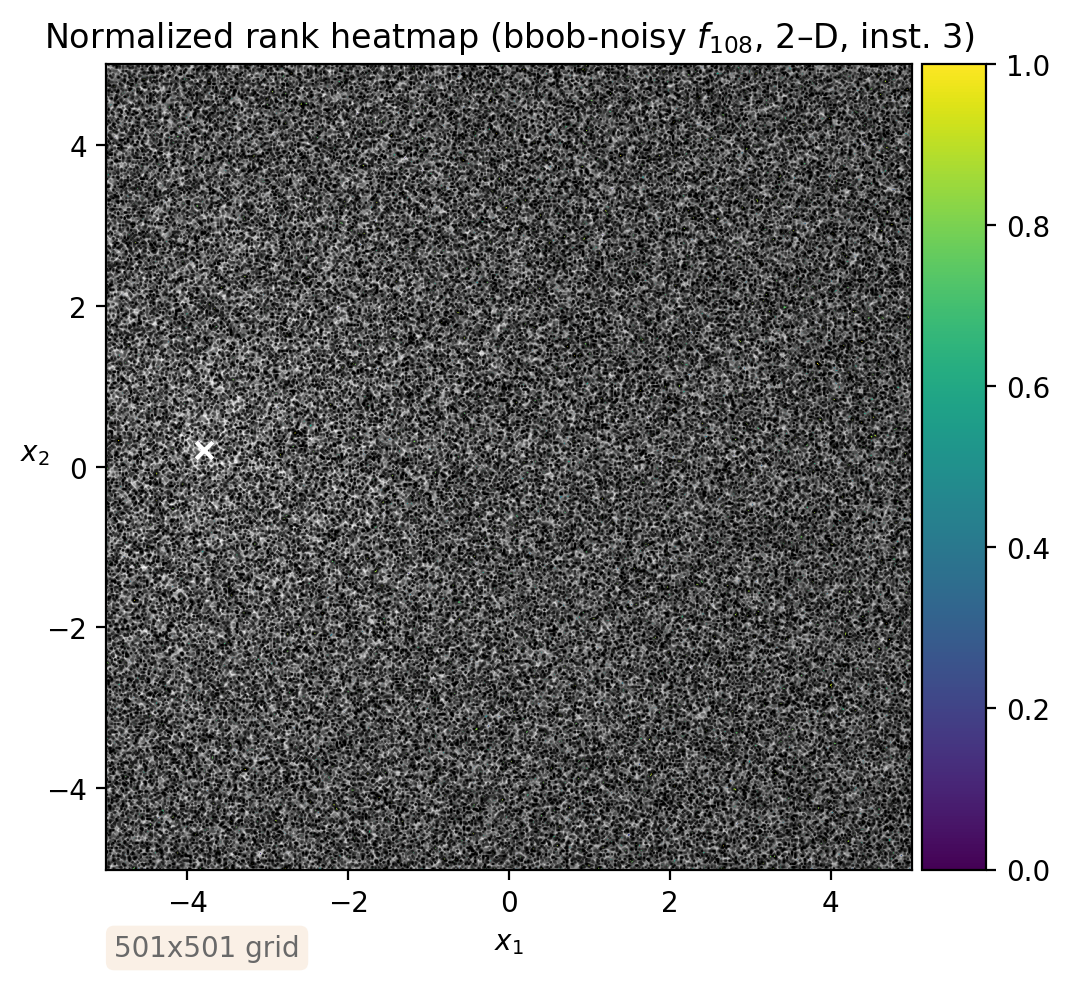 Normalized rank heatmap (bbob-noisy f₁₀₈, 2–D, inst. 3)
1.0
4
0.8
2
0.6
x₂
0
0.4
−2
0.2
−4
0.0
−4 −2 0 2 4
501x501 grid
x₁